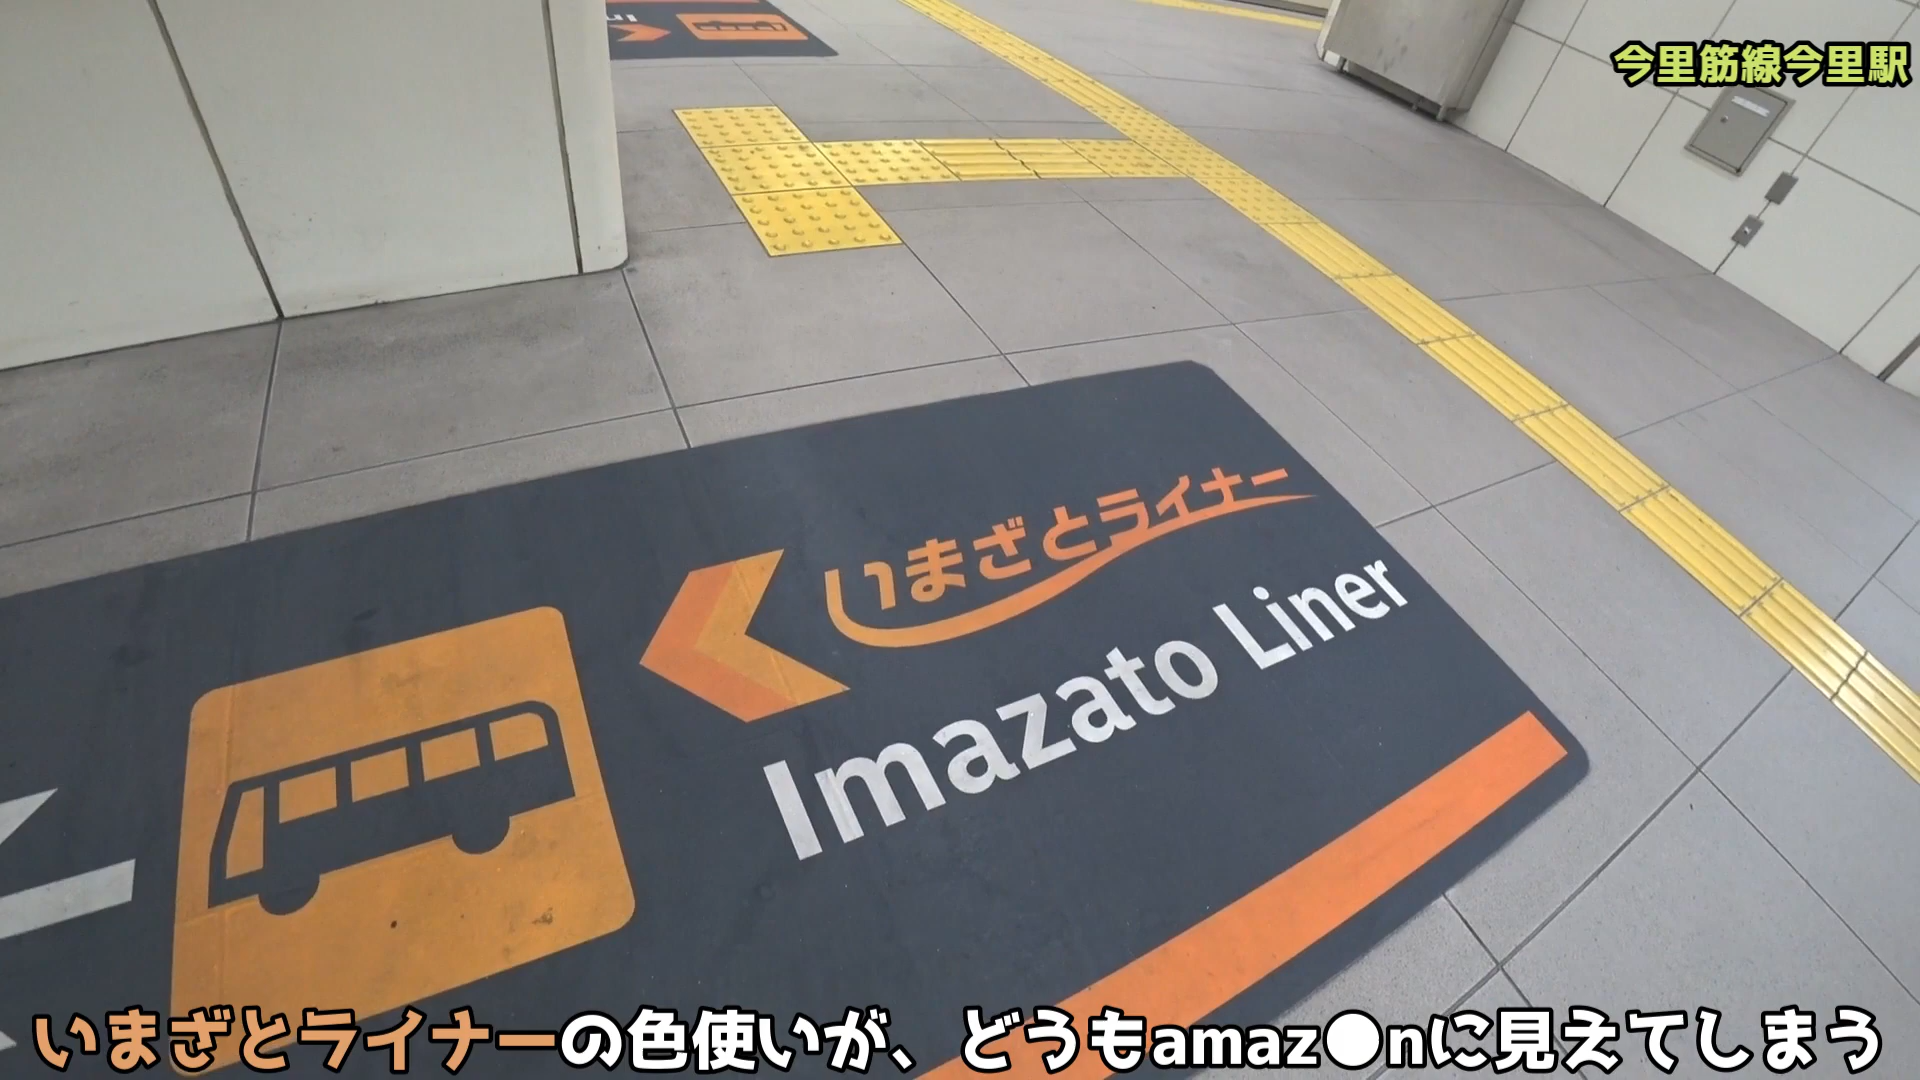 今里筋線今里駅
いまざとライナー
Imazato Liner
いまざとライナーの色使いが、どうもamaz●nに見えてしまう